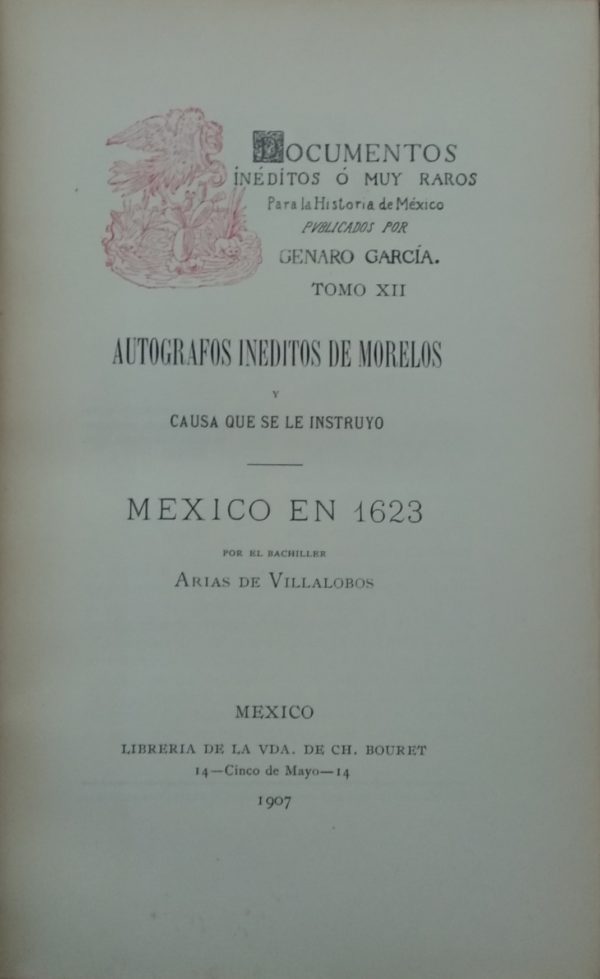 DOCUMENTOS
INÉDITOS Ó MUY RAROS
Para la Historia de México
PVBLICADOS POR
GENARO GARCÍA.
TOMO XII
AUTOGRAFOS INEDITOS DE MORELOS
Y
CAUSA QUE SE LE INSTRUYO
MEXICO EN 1623
POR EL BACHILLER
ARIAS DE VILLALOBOS
MEXICO
LIBRERIA DE LA VDA. DE CH. BOURET
14—Cinco de Mayo—14
1907